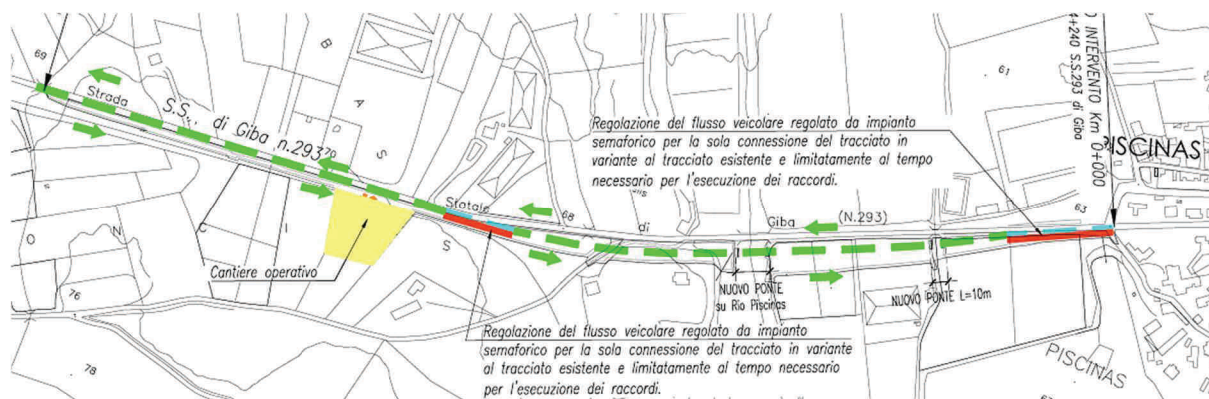 69
Strada
S.S. di Giba n.293
70
B
A
S
S
I
C
N
O
Statale
68
di
Giba
(N.293)
61
63
INTERVENTO Km 0+000
4+240 S.S.293 di Giba
PISCINAS
Regolazione del flusso veicolare regolato da impianto
semaforico per la sola connessione del tracciato in
variante al tracciato esistente e limitatamente al tempo
necessario per l'esecuzione dei raccordi.
Cantiere operativo
NUOVO PONTE
su Rio Piscinas
NUOVO PONTE L=10m
76
78
Regolazione del flusso veicolare regolato da impianto
semaforico per la sola connessione del tracciato in variante
al tracciato esistente e limitatamente al tempo necessario
per l'esecuzione dei raccordi.
PISCINAS